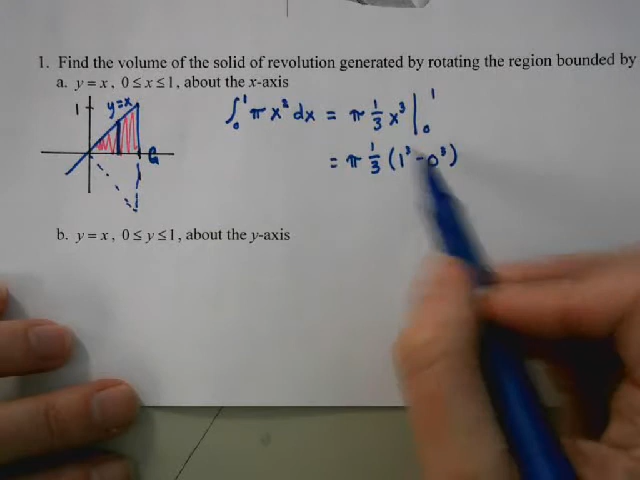 1. Find the volume of the solid of revolution generated by rotating the region bounded by
a. y = x, 0 ≤ x ≤ 1, about the x-axis
1 y=x
∫₀¹ π x² dx = π 1/3 x³ |₀¹
= π 1/3 (1³ - 0³)
b. y = x, 0 ≤ y ≤ 1, about the y-axis